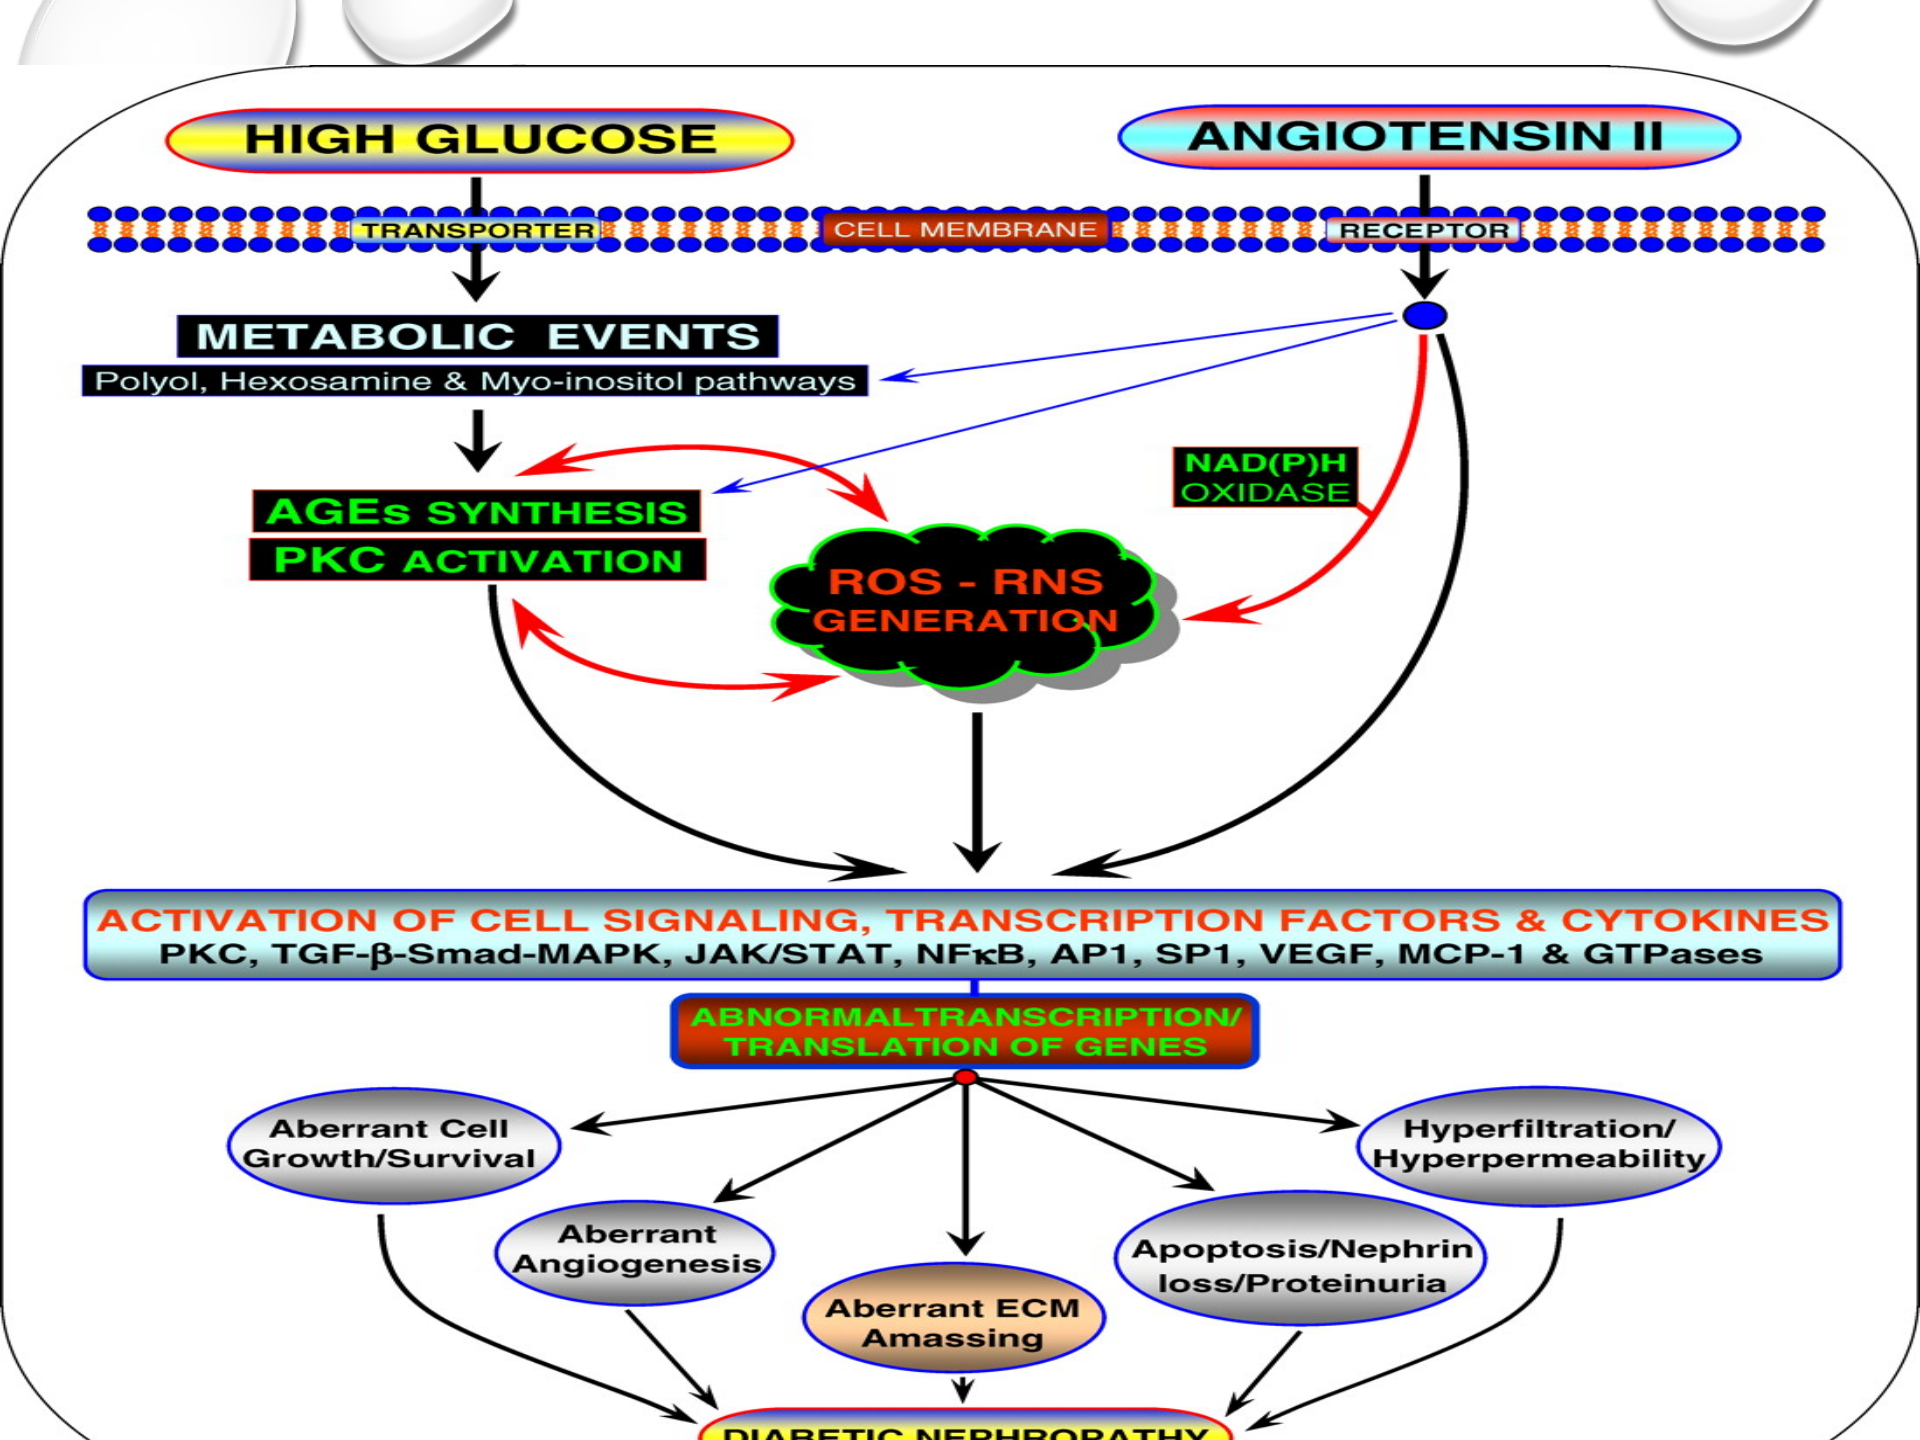 HIGH GLUCOSE
ANGIOTENSIN II
TRANSPORTER
CELL MEMBRANE
RECEPTOR
METABOLIC EVENTS
Polyol, Hexosamine & Myo-inositol pathways
NAD(P)H
OXIDASE
AGEs SYNTHESIS
PKC ACTIVATION
ROS - RNS
GENERATION
ACTIVATION OF CELL SIGNALING, TRANSCRIPTION FACTORS & CYTOKINES
PKC, TGF-β-Smad-MAPK, JAK/STAT, NFκB, AP1, SP1, VEGF, MCP-1 & GTPases
ABNORMALTRANSCRIPTION/
TRANSLATION OF GENES
Aberrant Cell
Growth/Survival
Hyperfiltration/
Hyperpermeability
Aberrant
Angiogenesis
Apoptosis/Nephrin
loss/Proteinuria
Aberrant ECM
Amassing
DIABETIC NEPHROPATHY